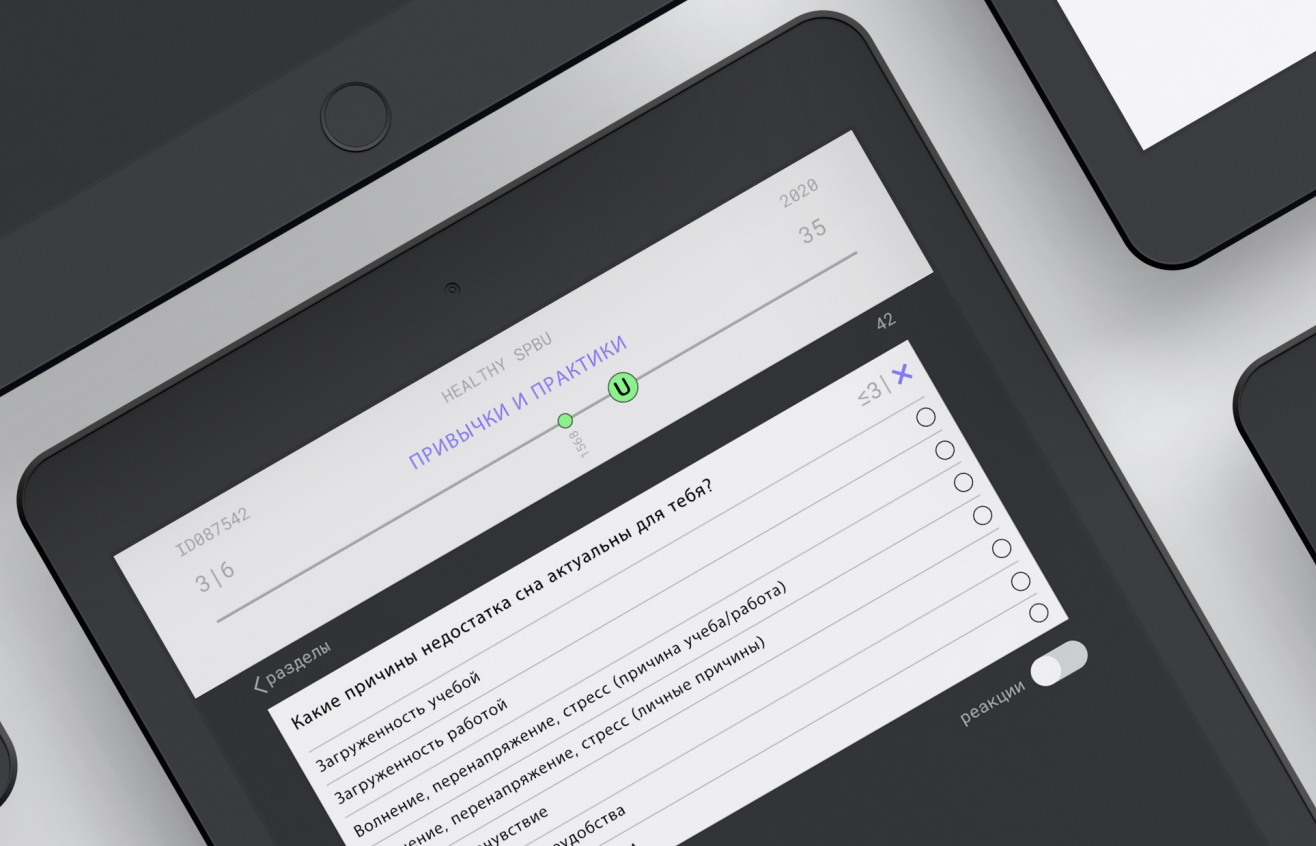 HEALTHY SPBU
2020
ID087542
ПРИВЫЧКИ И ПРАКТИКИ
35
3|6
U
1568
разделы
42
Какие причины недостатка сна актуальны для тебя?
≤3|
Загруженность учебой
Загруженность работой
Волнение, перенапряжение, стресс (причина учеба/работа)
перенапряжение, стресс (личные причины)
реакции